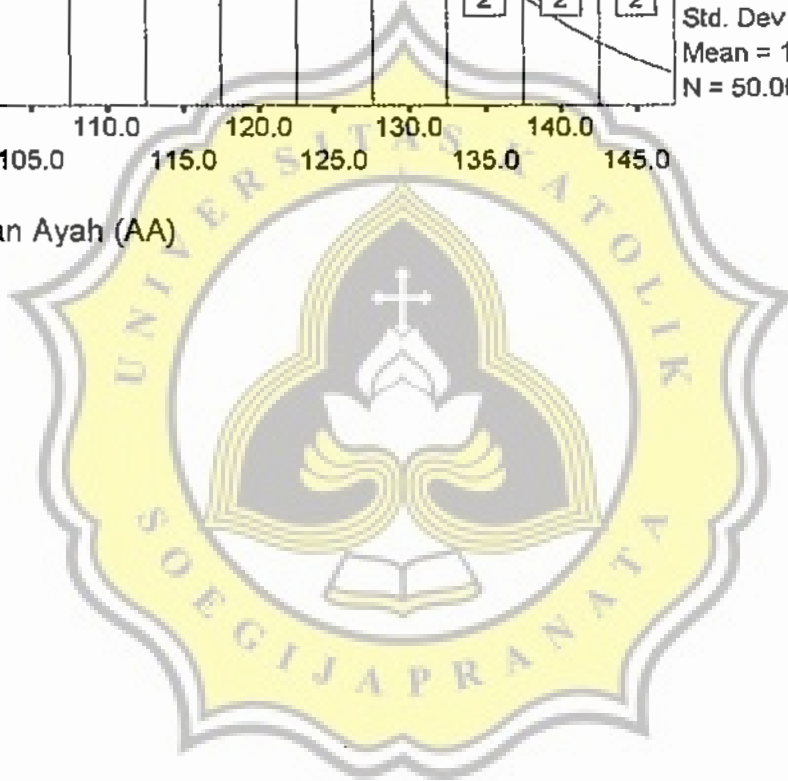 2 2 2
Std. Dev
Mean = 1
N = 50.0
110.0 120.0 130.0 140.0
105.0 115.0 125.0 135.0 145.0
an Ayah (AA)
UNIVERSITAS KATOLIK
SOEGIJAPRANATA